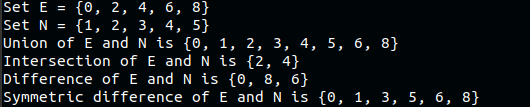 Set E = {0, 2, 4, 6, 8}
Set N = {1, 2, 3, 4, 5}
Union of E and N is {0, 1, 2, 3, 4, 5, 6, 8}
Intersection of E and N is {2, 4}
Difference of E and N is {0, 8, 6}
Symmetric difference of E and N is {0, 1, 3, 5, 6, 8}